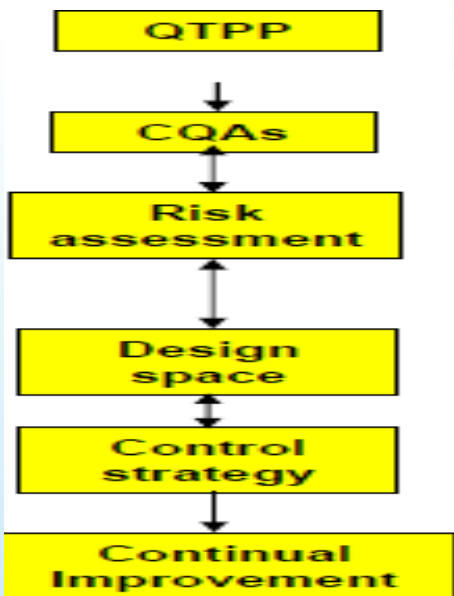 QTPP
CQAs
Risk
assessment
Design
space
Control
strategy
Continual
Improvement